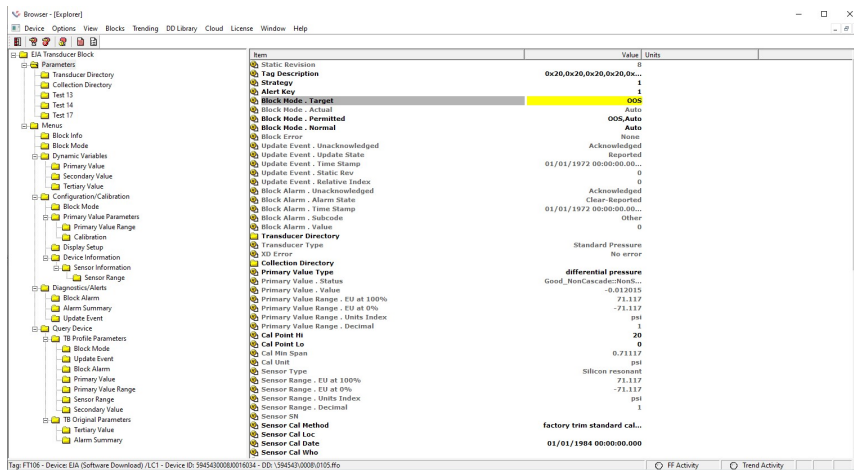 Browser - [Explorer]
Device Options View Blocks Trending DD Library Cloud License Window Help
EJA Transducer Block
Parameters
Transducer Directory
Collection Directory
Test 13
Test 14
Test 17
Menus
Block Info
Block Mode
Dynamic Variables
Primary Value
Secondary Value
Tertiary Value
Configuration/Calibration
Block Mode
Primary Value Parameters
Primary Value Range
Calibration
Display Setup
Device Information
Sensor Information
Sensor Range
Diagnostics/Alerts
Block Alarm
Alarm Summary
Update Event
Query Device
TB Profile Parameters
Block Mode
Update Event
Block Alarm
Primary Value
Primary Value Range
Sensor Range
Secondary Value
TB Original Parameters
Tertiary Value
Alarm Summary
Item Value Units
Static Revision 8
Tag Description 0x20,0x20,0x20,0x20,0x...
Strategy 1
Alert Key 1
Block Mode . Target OOS
Block Mode . Actual Auto
Block Mode . Permitted OOS,Auto
Block Mode . Normal Auto
Block Error None
Update Event . Unacknowledged Acknowledged
Update Event . Update State Reported
Update Event . Time Stamp 01/01/1972 00:00:00.00...
Update Event . Static Rev 0
Update Event . Relative Index 0
Block Alarm . Unacknowledged Acknowledged
Block Alarm . Alarm State Clear-Reported
Block Alarm . Time Stamp 01/01/1972 00:00:00.00...
Block Alarm . Subcode Other
Block Alarm . Value 0
Transducer Directory
Transducer Type Standard Pressure
XD Error No error
Collection Directory
Primary Value Type differential pressure
Primary Value . Status Good_NonCascade::NonS...
Primary Value . Value -0.012015
Primary Value Range . EU at 100% 71.117
Primary Value Range . EU at 0% -71.117
Primary Value Range . Units Index psi
Primary Value Range . Decimal 1
Cal Point Hi 20
Cal Point Lo 0
Cal Min Span 0.71117
Cal Unit psi
Sensor Type Silicon resonant
Sensor Range . EU at 100% 71.117
Sensor Range . EU at 0% -71.117
Sensor Range . Units Index psi
Sensor Range . Decimal 1
Sensor SN
Sensor Cal Method factory trim standard cal...
Sensor Cal Loc
Sensor Cal Date 01/01/1984 00:00:00.000
Sensor Cal Who
Tag: FT106 - Device: EJA (Software Download) /LC1 - Device ID: 5945430008J0016034 - DD: \594543\0008\0105.ffo FF Activity Trend Activity